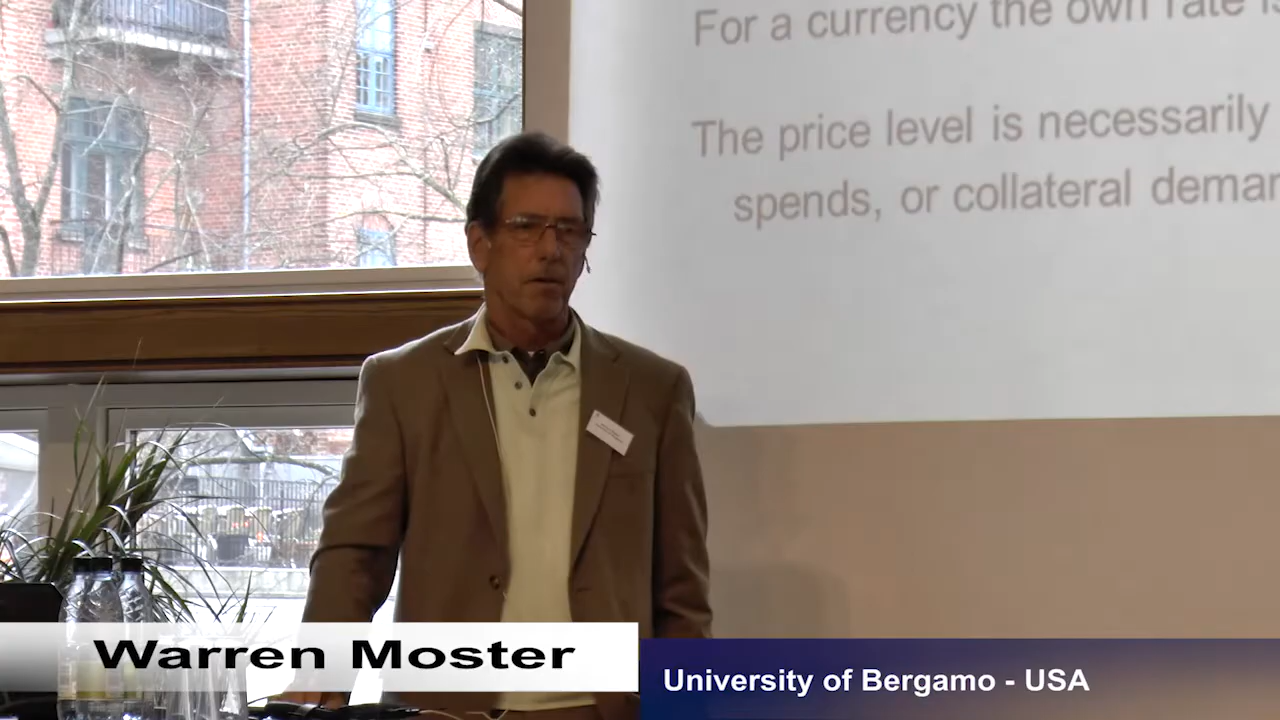 For a currency the own rate is
The price level is necessarily
spends, or collateral deman
Warren Moster
University of Bergamo - USA